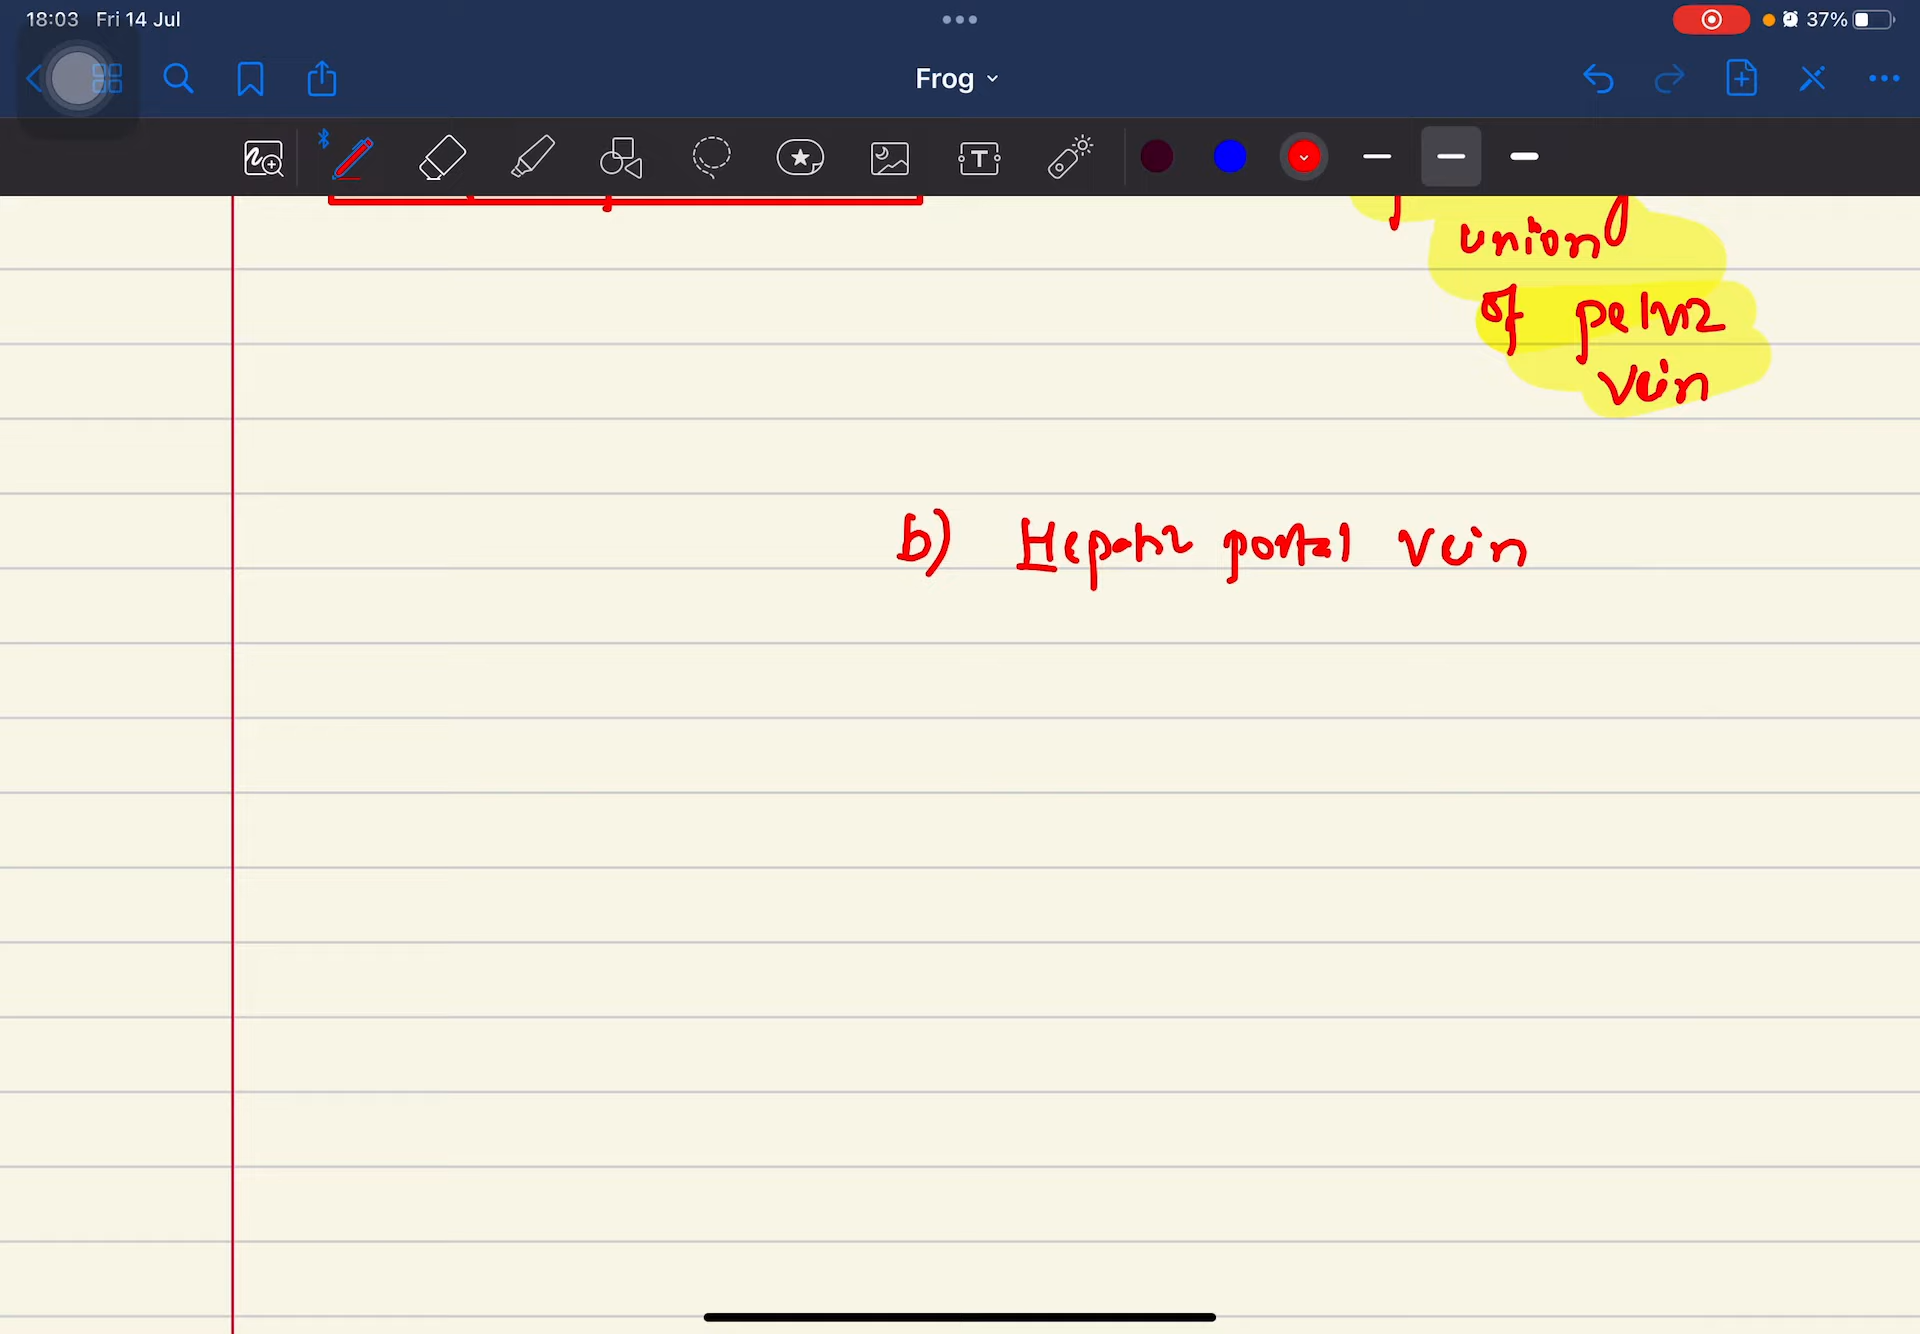 18:03 Fri 14 Jul
37%
Frog
T
union
of pelvic
vein
b) Hepatic portal vein